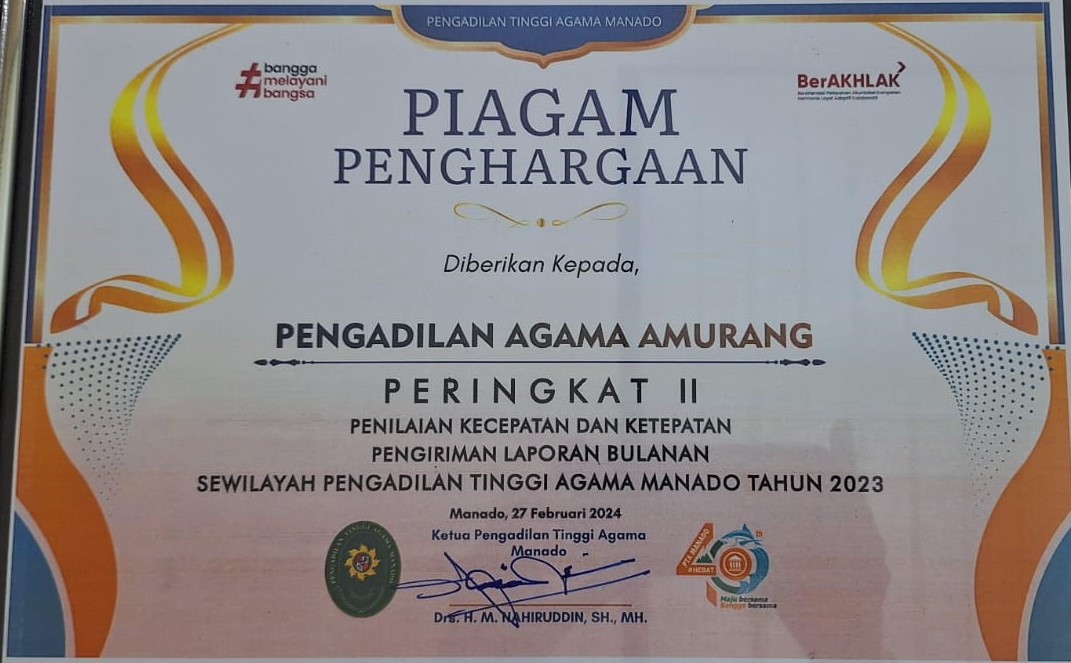 PENGADILAN TINGGI AGAMA MANADO
#bangga
melayani
bangsa
BerAKHLAK
PIAGAM
PENGHARGAAN
Diberikan Kepada,
PENGADILAN AGAMA AMURANG
PERINGKAT II
PENILAIAN KECEPATAN DAN KETEPATAN
PENGIRIMAN LAPORAN BULANAN
SEWILAYAH PENGADILAN TINGGI AGAMA MANADO TAHUN 2023
Manado, 27 Februari 2024
Ketua Pengadilan Tinggi Agama
Manado
PENGADILAN TINGGI AGAMA MANADO
PTA MANADO
#HEBAT
th
Maju bersama
Bangga bersama
Drs. H. M. NAHIRUDDIN, SH., MH.